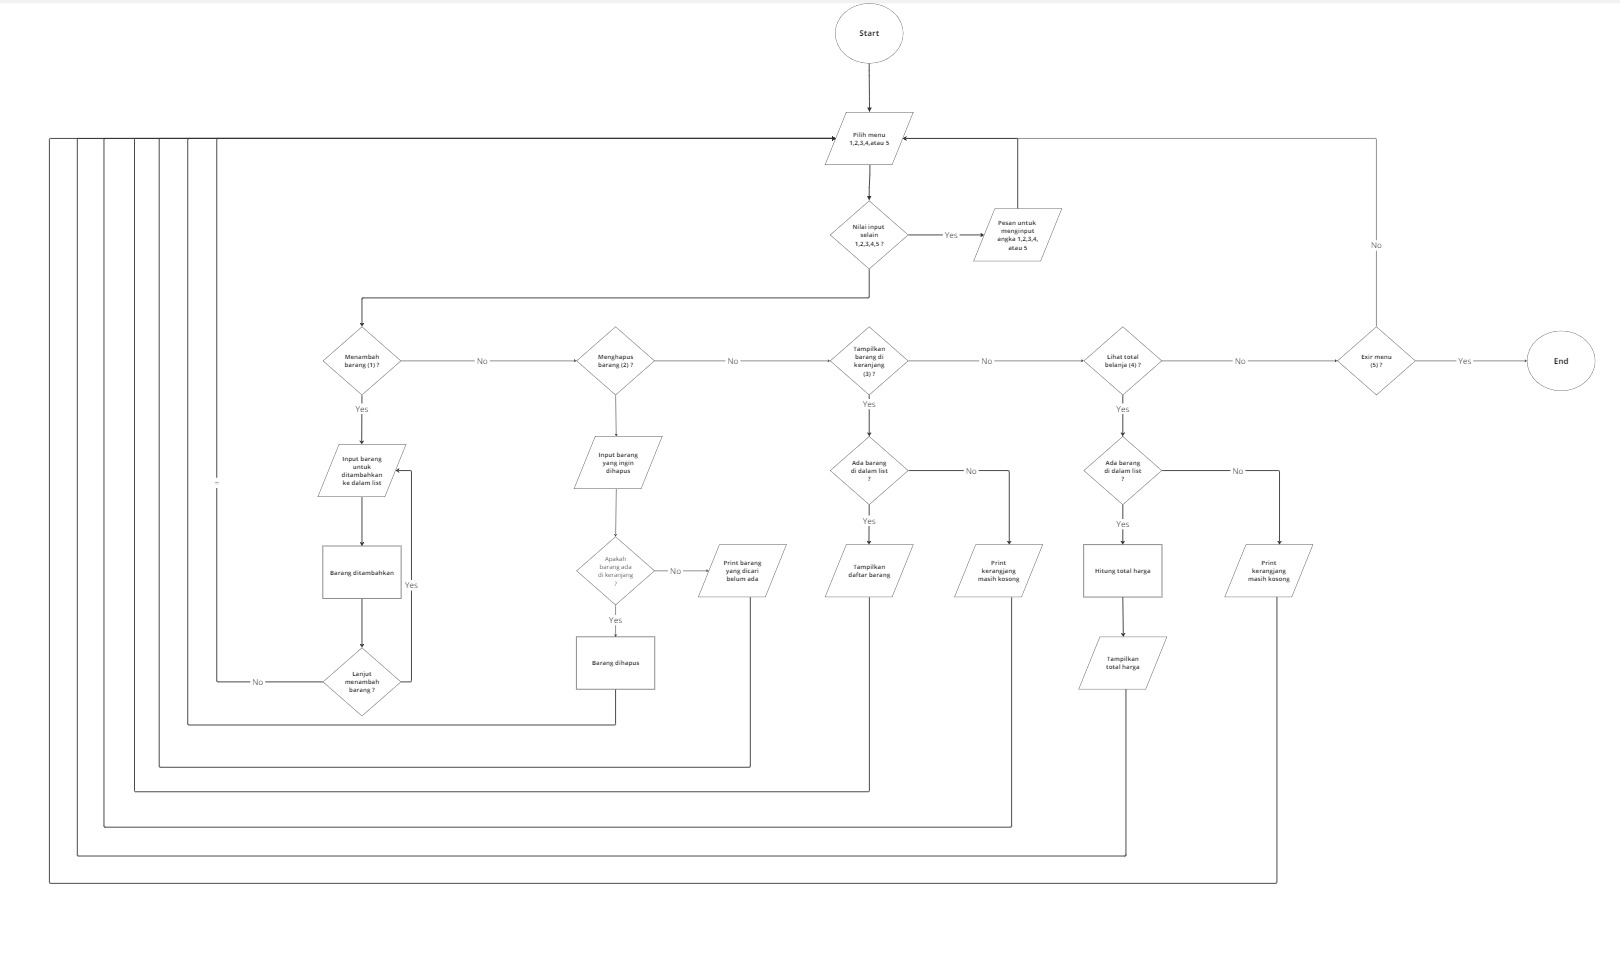 Start
Pilih menu
1,2,3,4,atau 5
Nilai input
selain
1,2,3,4,5 ?
Yes
Pesan untuk
menginput
angka 1,2,3,4,
atau 5
No
Menambah
barang (1) ?
No
Menghapus
barang (2) ?
No
Tampilkan
barang di
keranjang
(3) ?
No
Lihat total
belanja (4) ?
No
Exir menu
(5) ?
Yes
End
Yes
Yes
Yes
Input barang
untuk
ditambahkan
ke dalam list
Input barang
yang ingin
dihapus
Ada barang
di dalam list
?
No
Ada barang
di dalam list
?
No
Yes
Yes
Barang ditambahkan
Yes
Apakah
barang ada
di keranjang
?
No
Print barang
yang dicari
belum ada
Tampilkan
daftar barang
Print
kerangjang
masih kosong
Hitung total harga
Print
kerangjang
masih kosong
Yes
No
Lanjut
menambah
barang ?
Barang dihapus
Tampilkan
total harga